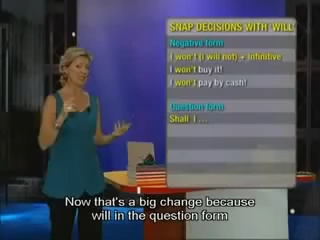 SNAP DECISIONS WITH 'WILL'
Negative form
I won't (I will not) + Infinitive
I won't buy it!
I won't pay by cash!
Question form
Shall I ...
Now that's a big change because
will in the question form